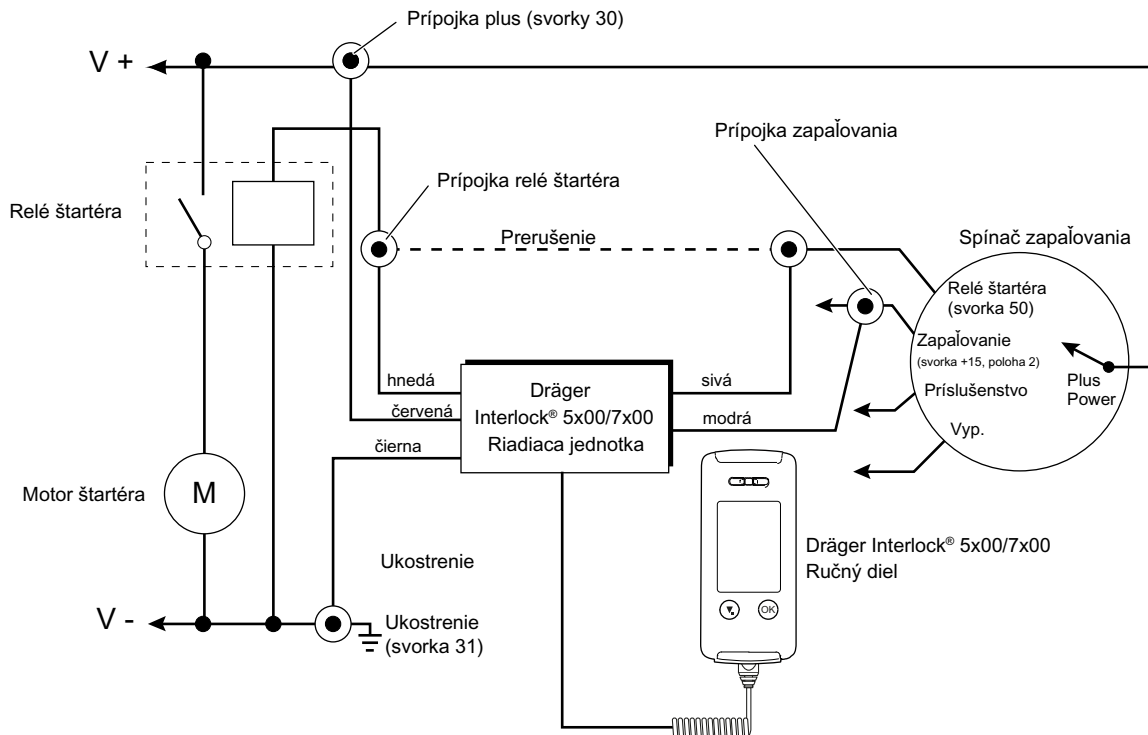 Prípojka plus (svorky 30)
V +
Prípojka zapaľovania
Prípojka relé štartéra
Relé štartéra
Prerušenie
Spínač zapaľovania
Relé štartéra
(svorka 50)
Zapaľovanie
(svorka +15, poloha 2)
Príslušenstvo
Plus
Power
Vyp.
hnedá
červená
čierna
Dräger
Interlock® 5x00/7x00
Riadiaca jednotka
sivá
modrá
Motor štartéra
M
Dräger Interlock® 5x00/7x00
Ručný diel
OK
Ukostrenie
V -
Ukostrenie
(svorka 31)